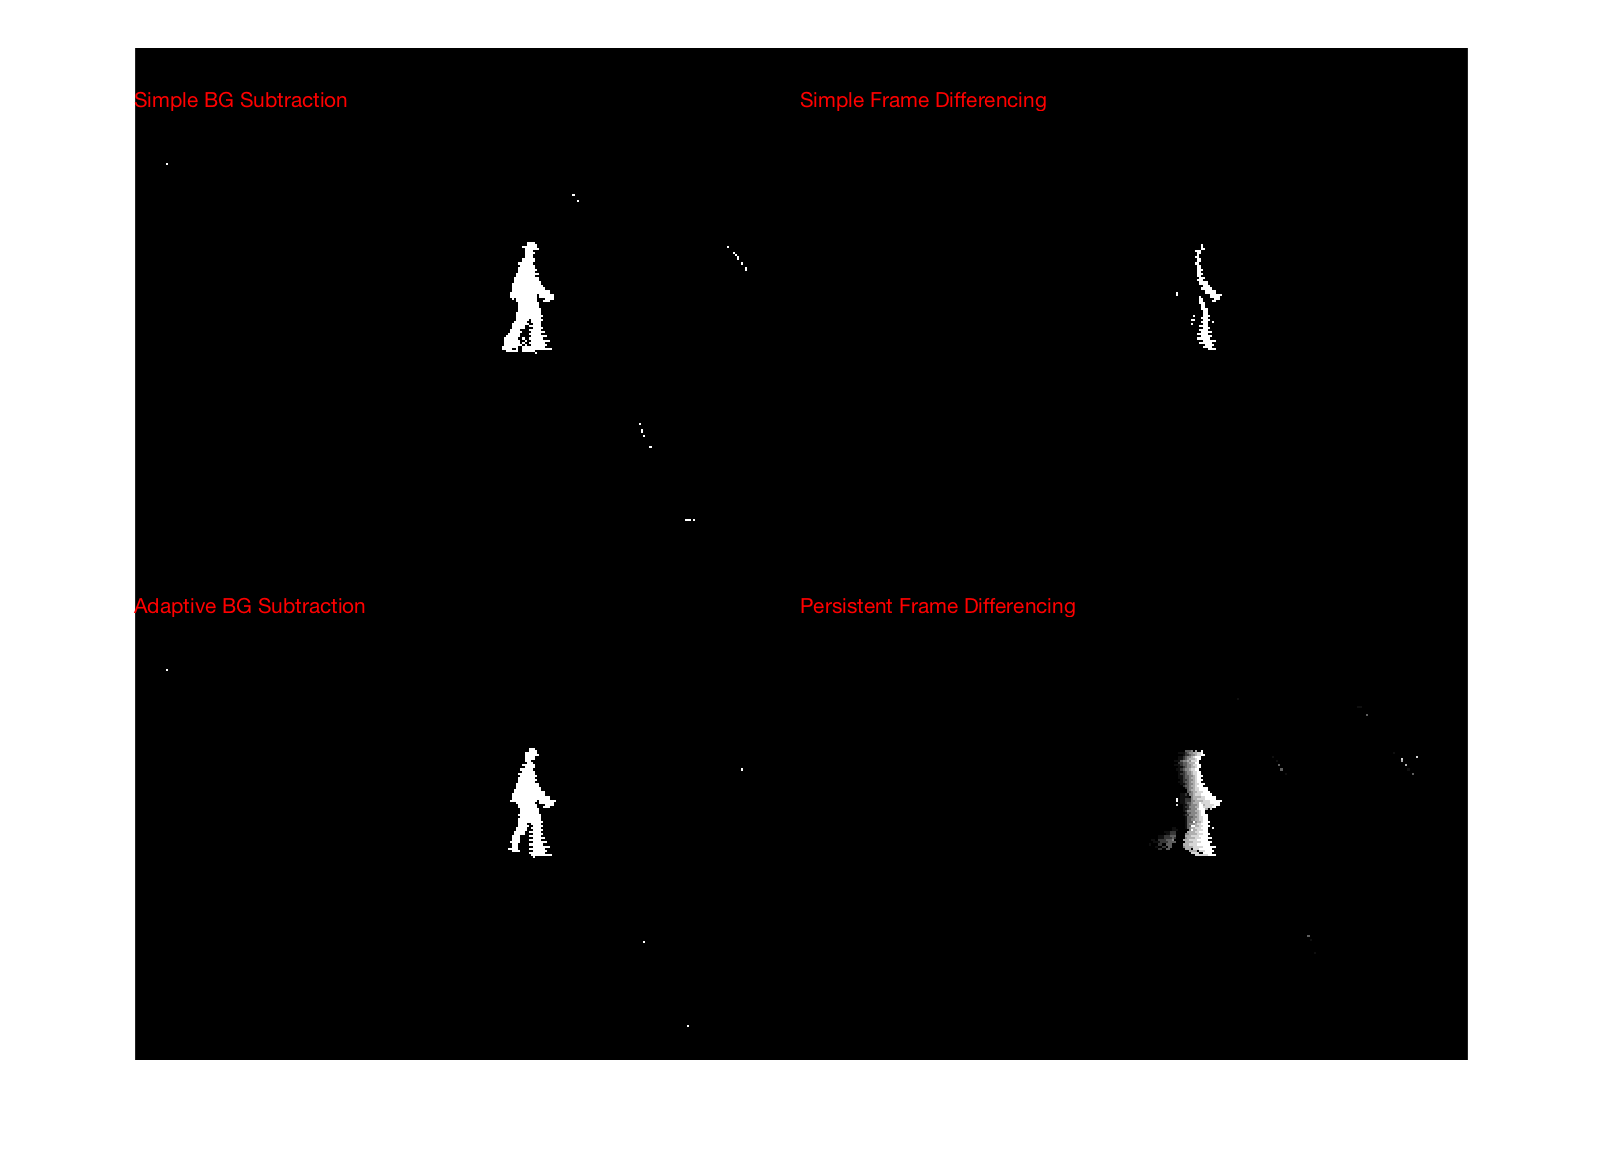 Simple BG Subtraction
Simple Frame Differencing
Adaptive BG Subtraction
Persistent Frame Differencing